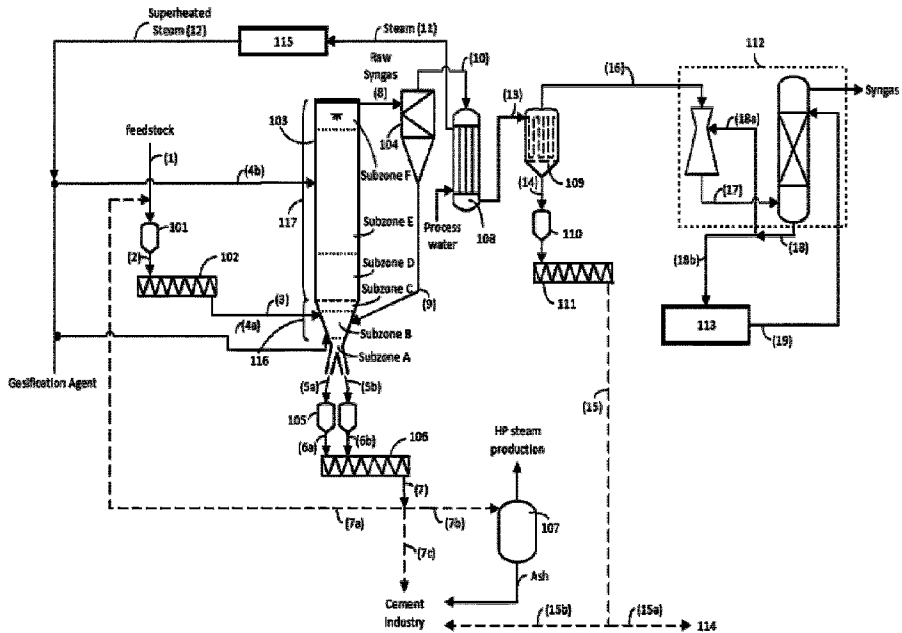 Superheated
Steam (12)
115
Steam (11)
Raw
Syngas
(8)
(10)
(13)
(16)
112
Syngas
feedstock
(1)
103
104
(18a)
(4b)
Subzone F
(14)
109
117
101
(2)
102
Subzone E
Process
water
108
110
(17)
(18)
Subzone D
111
(18b)
(3)
Subzone C
(9)
(4a)
Subzone B
113
(19)
116
Subzone A
Gasification Agent
(5a)
(5b)
105
(15)
(6a)
(6b)
106
HP steam
production
(7)
107
(7a)
(7b)
(7c)
Ash
Cement
Industry
(15b)
(15a)
114